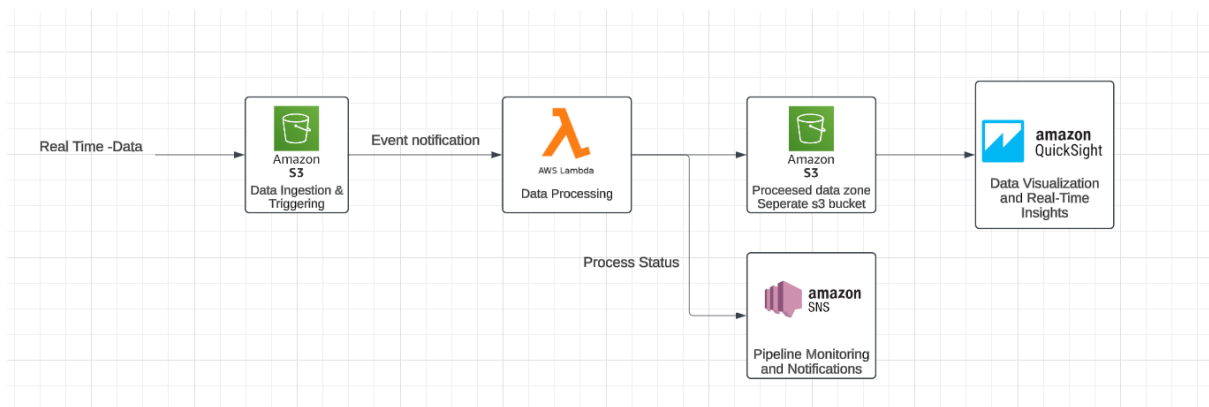 Real Time -Data
Amazon
S3
Data Ingestion &
Triggering
Event notification
AWS Lambda
Data Processing
Amazon
S3
Proceesed data zone
Seperate s3 bucket
amazon
QuickSight
Data Visualization
and Real-Time
Insights
Process Status
amazon
SNS
Pipeline Monitoring
and Notifications